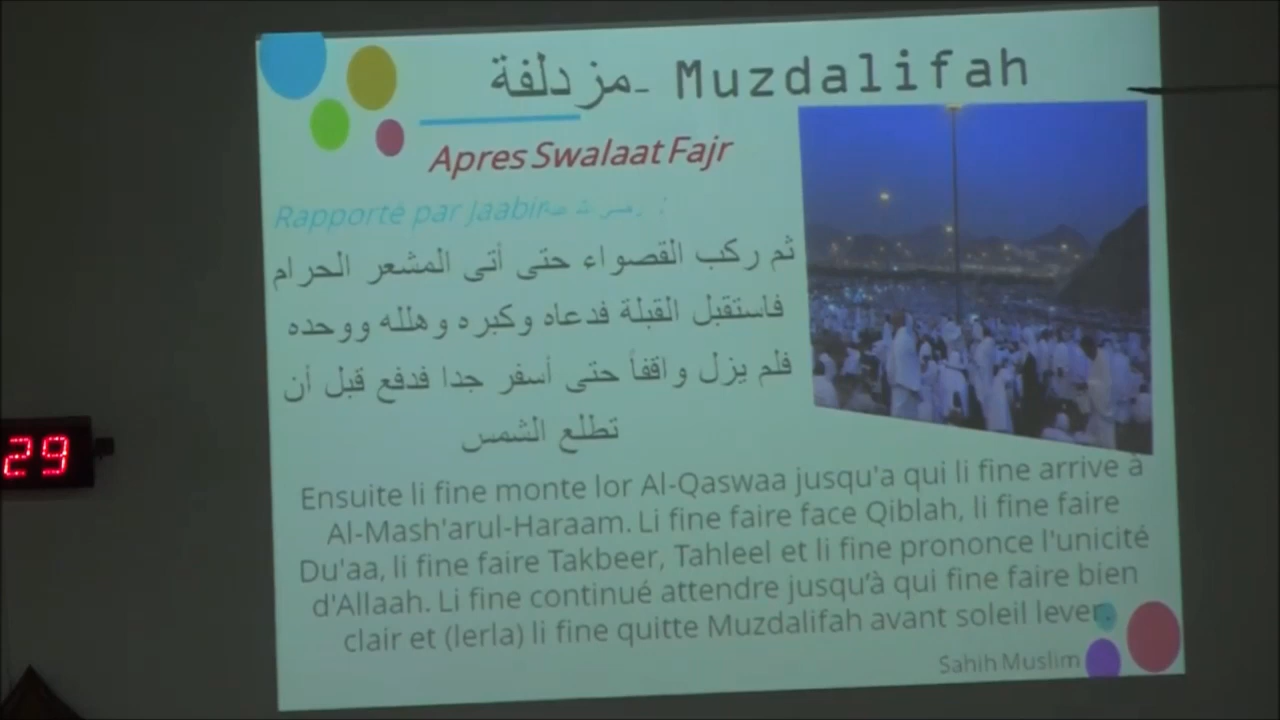 مزدلفة- Muzdalifah
Apres Swalaat Fajr
Rapporté par Jaabir :
ثم ركب القصواء حتى أتى المشعر الحرام
فاستقبل القبلة فدعاه وكبره وهلله ووحده
فلم يزل واقفاً حتى أسفر جدا فدفع قبل أن
تطلع الشمس
Ensuite li fine monte lor Al-Qaswaa jusqu'a qui li fine arrive à
Al-Mash'arul-Haraam. Li fine faire face Qiblah, li fine faire
Du'aa, li fine faire Takbeer, Tahleel et li fine prononce l'unicité
d'Allaah. Li fine continué attendre jusqu'à qui fine faire bien
clair et (lerla) li fine quitte Muzdalifah avant soleil lever.
Sahih Muslim
29